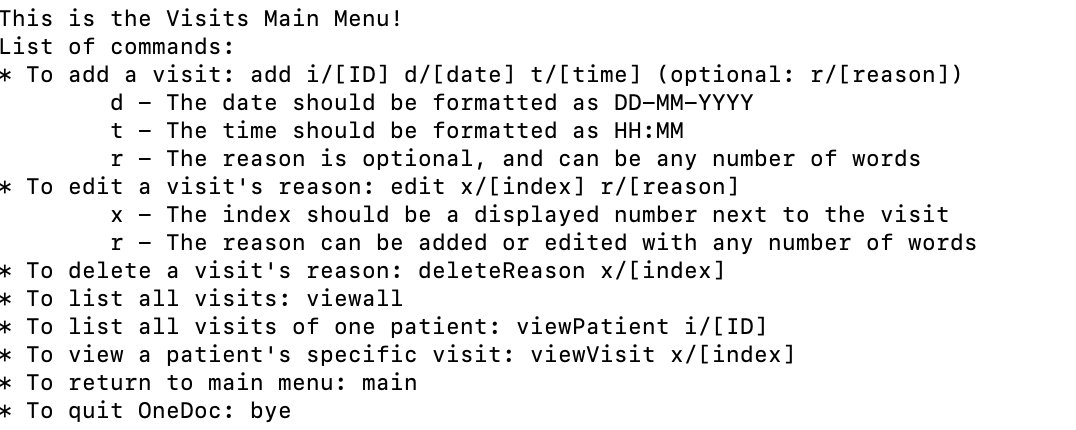 This is the Visits Main Menu!
List of commands:
* To add a visit: add i/[ID] d/[date] t/[time] (optional: r/[reason])
        d – The date should be formatted as DD–MM–YYYY
        t – The time should be formatted as HH:MM
        r – The reason is optional, and can be any number of words
* To edit a visit's reason: edit x/[index] r/[reason]
        x – The index should be a displayed number next to the visit
        r – The reason can be added or edited with any number of words
* To delete a visit's reason: deleteReason x/[index]
* To list all visits: viewall
* To list all visits of one patient: viewPatient i/[ID]
* To view a patient's specific visit: viewVisit x/[index]
* To return to main menu: main
* To quit OneDoc: bye